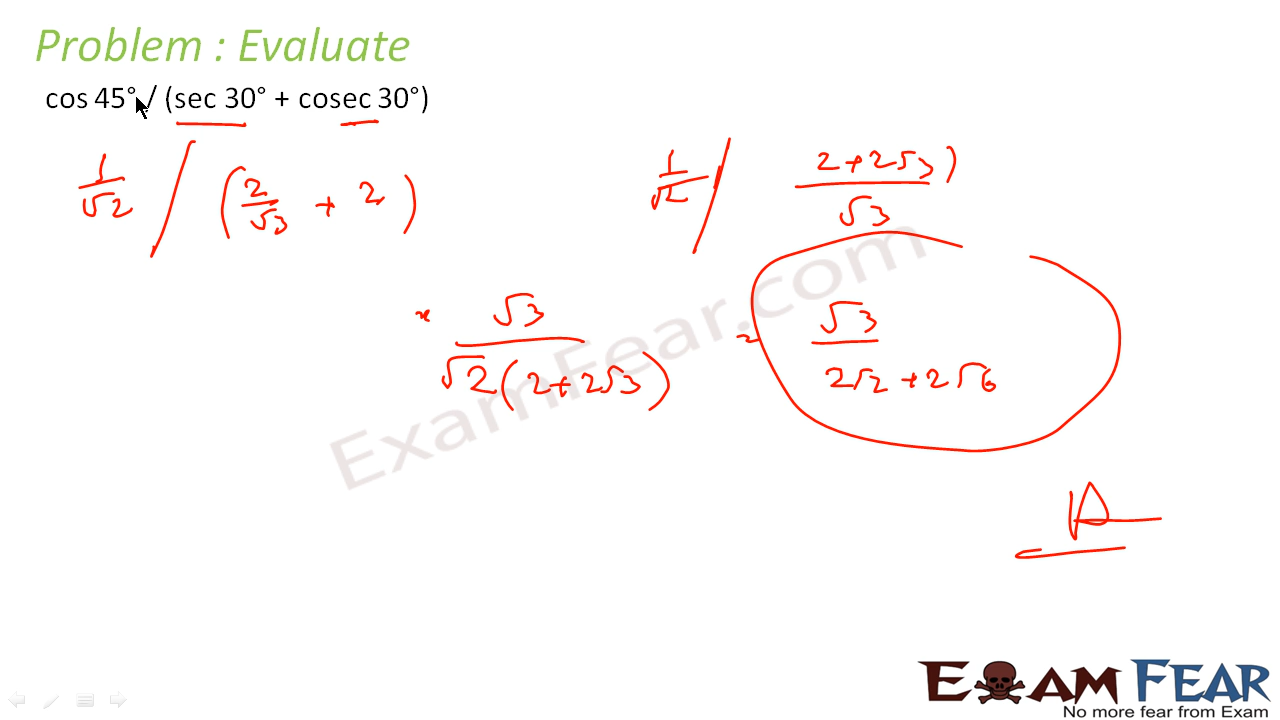 Problem : Evaluate
cos 45° / (sec 30° + cosec 30°)
1/√2 / (2/√3 + 2)
1/√2 / (2+2√3)/√3
√3 / √2(2+2√3)
√3 / 2√2+2√6
ExamFear.com
EXAM FEAR
No more fear from Exam